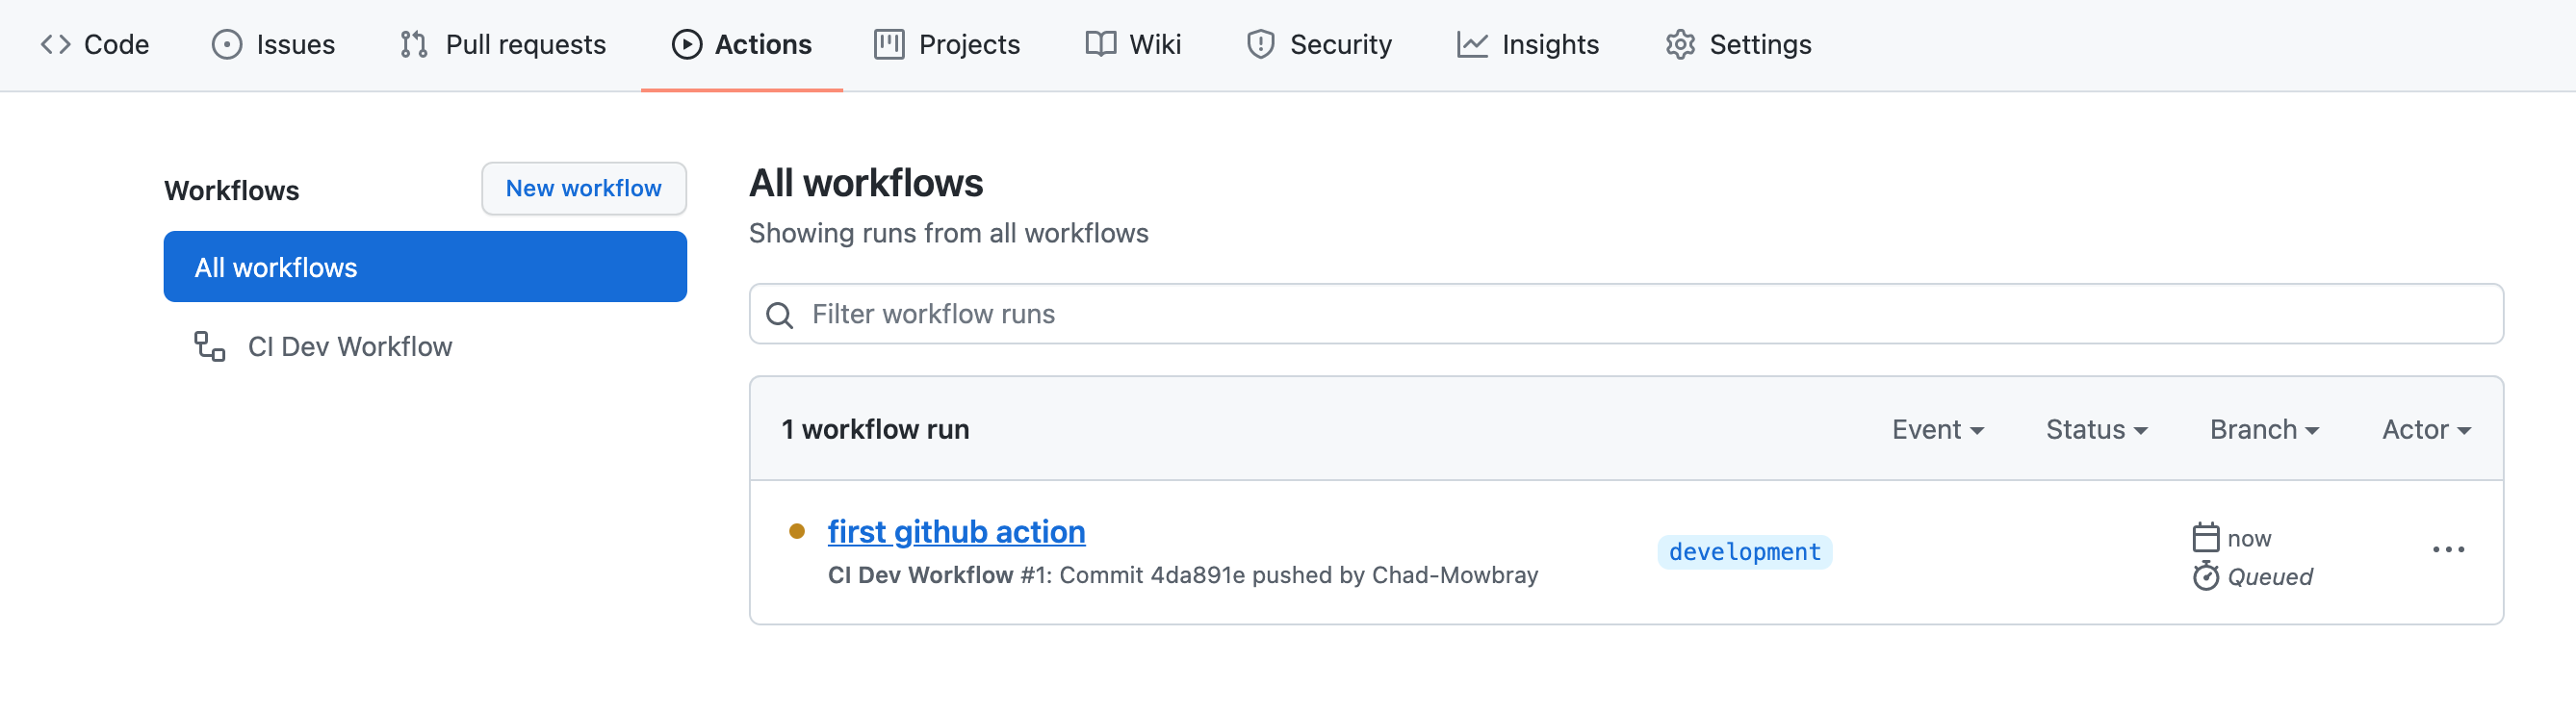 Code Issues Pull requests Actions Projects Wiki Security Insights Settings
Workflows
New workflow
All workflows
CI Dev Workflow
All workflows
Showing runs from all workflows
Filter workflow runs
1 workflow run
Event Status Branch Actor
first github action
CI Dev Workflow #1: Commit 4da891e pushed by Chad-Mowbray
development
now
Queued